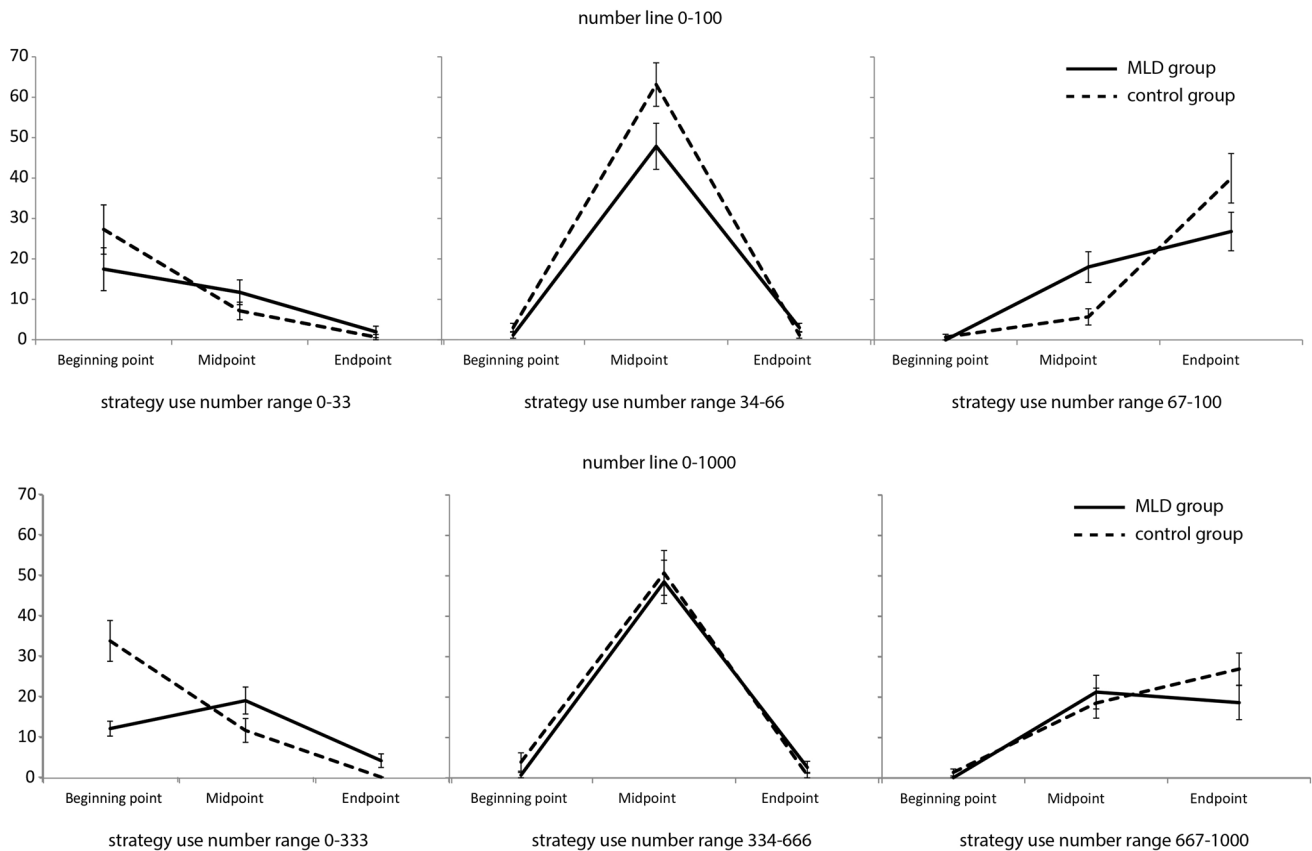 number line 0-100
70
60
50
40
30
20
10
0
MLD group
control group
Beginning point Midpoint Endpoint
Beginning point Midpoint Endpoint
Beginning point Midpoint Endpoint
strategy use number range 0-33
strategy use number range 34-66
strategy use number range 67-100
number line 0-1000
70
60
50
40
30
20
10
0
MLD group
control group
Beginning point Midpoint Endpoint
Beginning point Midpoint Endpoint
Beginning point Midpoint Endpoint
strategy use number range 0-333
strategy use number range 334-666
strategy use number range 667-1000